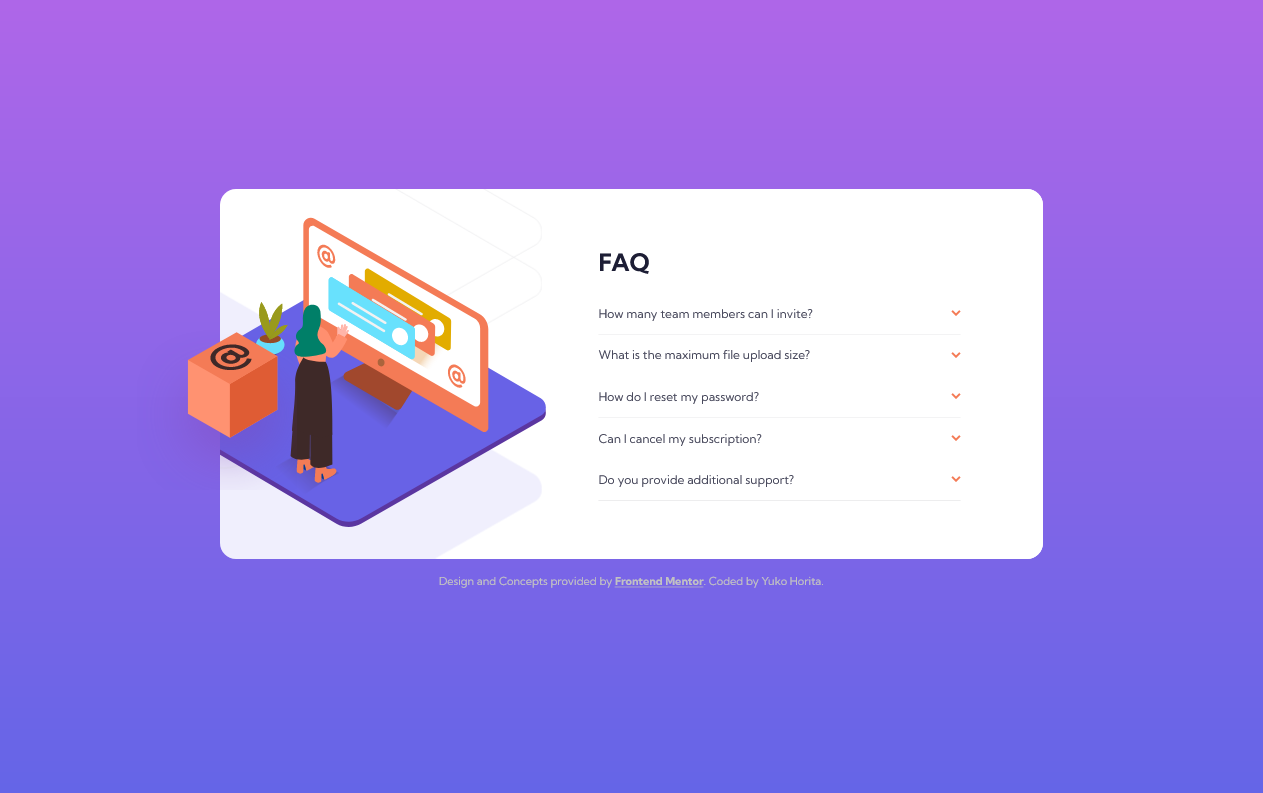 @
@
@
FAQ
How many team members can I invite?
What is the maximum file upload size?
How do I reset my password?
Can I cancel my subscription?
Do you provide additional support?
Design and Concepts provided by Frontend Mentor. Coded by Yuko Horita.